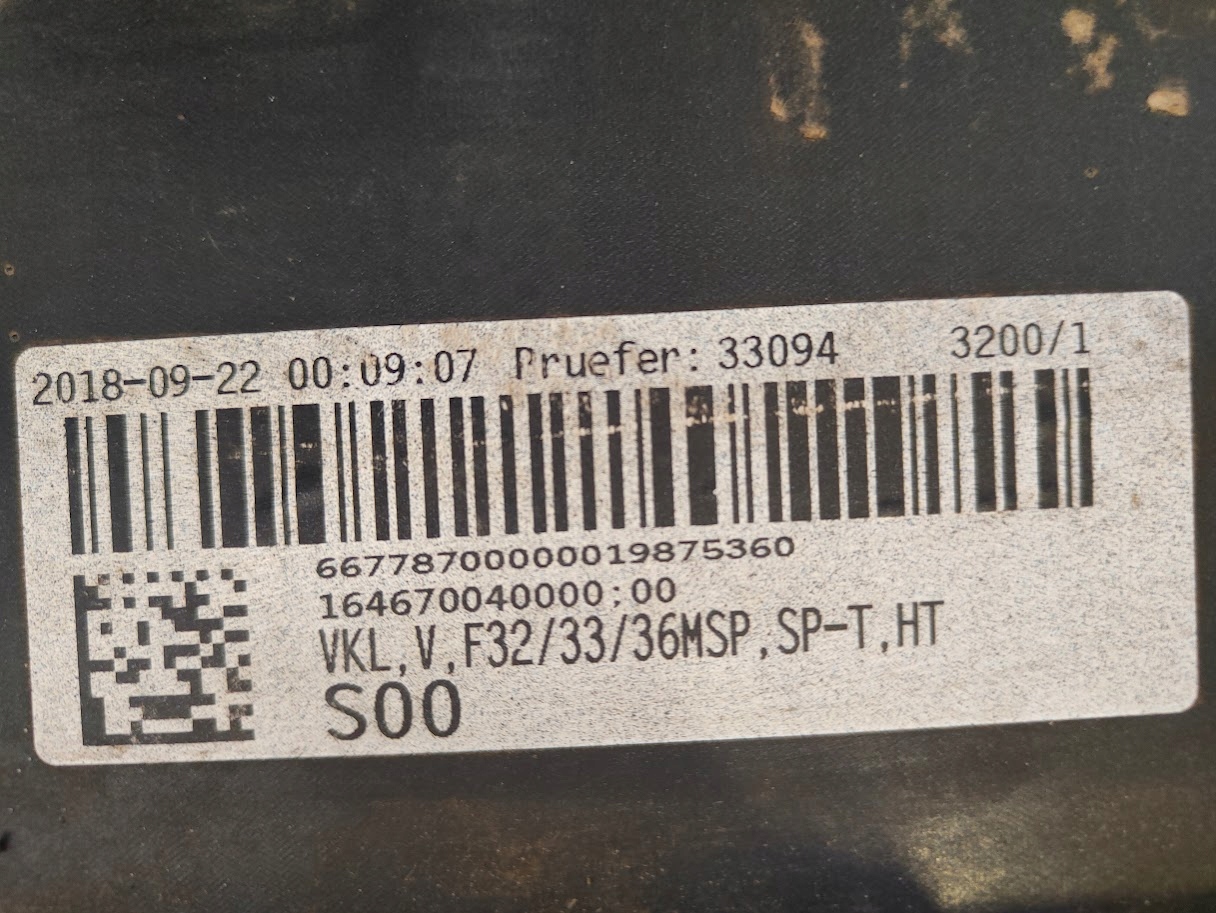 2018-09-22 00:09:07 Pruefer: 33094 3200/1
66778700000019875360
164670040000;00
VKL,V,F32/33/36MSP,SP-T,HT
S00